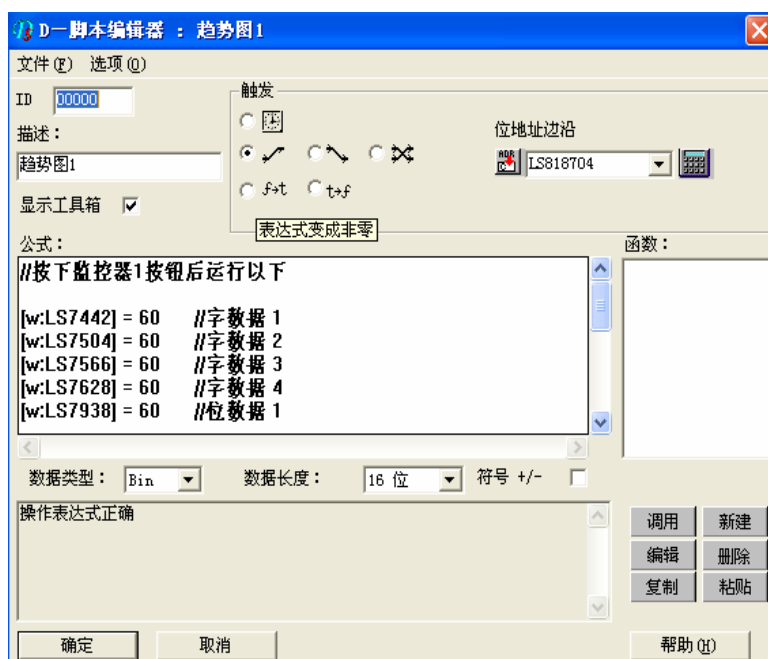 D－脚本编辑器 ： 趋势图1
文件(F) 选项(O)
ID 00000
触发
描述：
趋势图1
位地址边沿
LS818704
显示工具箱
f→t t→f
表达式变成非零
公式：
函数：
//按下监控器1按钮后运行以下
[w:LS7442] = 60 //字数据 1
[w:LS7504] = 60 //字数据 2
[w:LS7566] = 60 //字数据 3
[w:LS7628] = 60 //字数据 4
[w:LS7938] = 60 //位数据 1
数据类型： Bin 数据长度： 16 位 符号 +/-
操作表达式正确
调用 新建
编辑 删除
复制 粘贴
确定 取消 帮助(H)